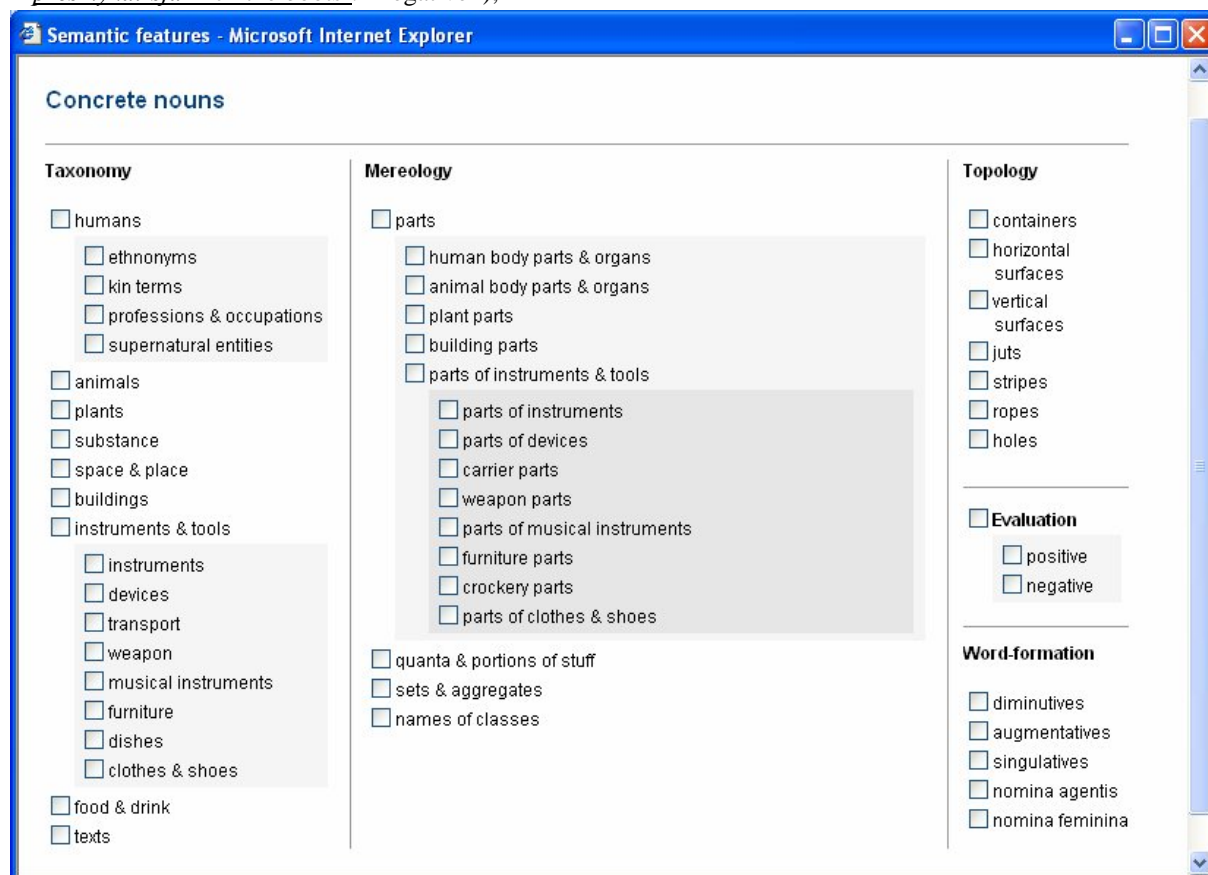 negative),
Semantic features - Microsoft Internet Explorer
Concrete nouns
Taxonomy
humans
ethnonyms
kin terms
professions & occupations
supernatural entities
animals
plants
substance
space & place
buildings
instruments & tools
instruments
devices
transport
weapon
musical instruments
furniture
dishes
clothes & shoes
food & drink
texts
Mereology
parts
human body parts & organs
animal body parts & organs
plant parts
building parts
parts of instruments & tools
parts of instruments
parts of devices
carrier parts
weapon parts
parts of musical instruments
furniture parts
crockery parts
parts of clothes & shoes
quanta & portions of stuff
sets & aggregates
names of classes
Topology
containers
horizontal
surfaces
vertical
surfaces
juts
stripes
ropes
holes
Evaluation
positive
negative
Word-formation
diminutives
augmentatives
singulatives
nomina agentis
nomina feminina